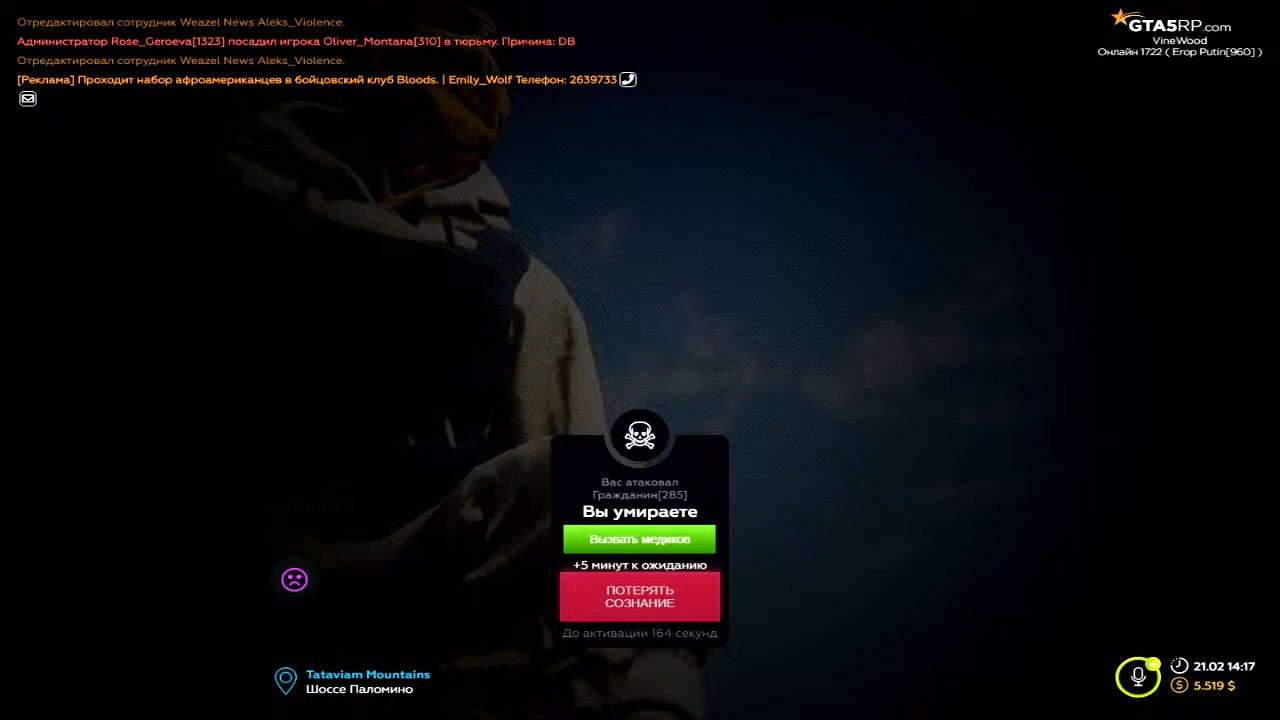 Отредактировал сотрудник Weazel News Aleks_Violence.
Администратор Rose_Geroeva[1323] посадил игрока Oliver_Montana[310] в тюрьму. Причина: DB
Отредактировал сотрудник Weazel News Aleks_Violence.
[Реклама] Проходит набор афроамериканцев в бойцовский клуб Bloods. | Emily_Wolf Телефон: 2639733
GTA5RP.com
VineWood
Онлайн 1722 ( Егор Putin[960] )
Вас атаковал
Гражданин[285]
Вы умираете
Вызвать медиков
+5 минут к ожиданию
ПОТЕРЯТЬ
СОЗНАНИЕ
До активации 164 секунд
Tataviam Mountains
Шоссе Паломино
21.02 14:17
5.519 $